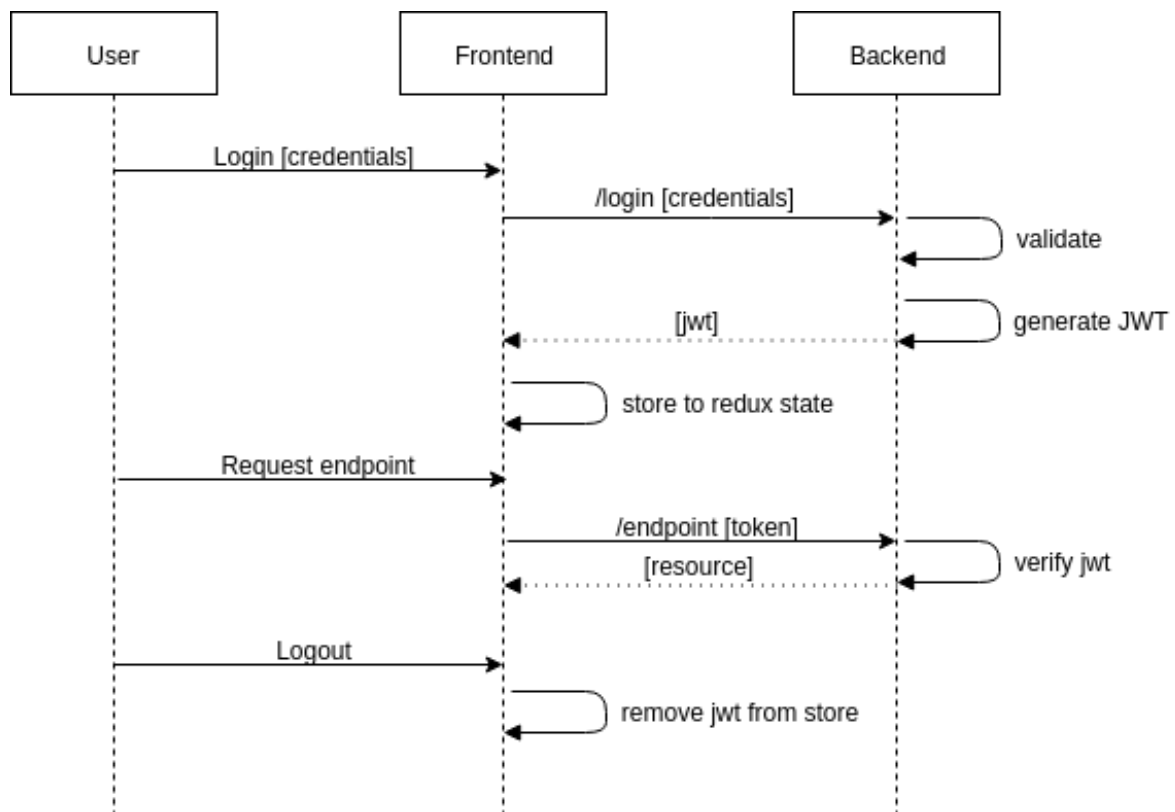 User
Frontend
Backend
Login [credentials]
/login [credentials]
validate
generate JWT
[jwt]
store to redux state
Request endpoint
/endpoint [token]
verify jwt
[resource]
Logout
remove jwt from store